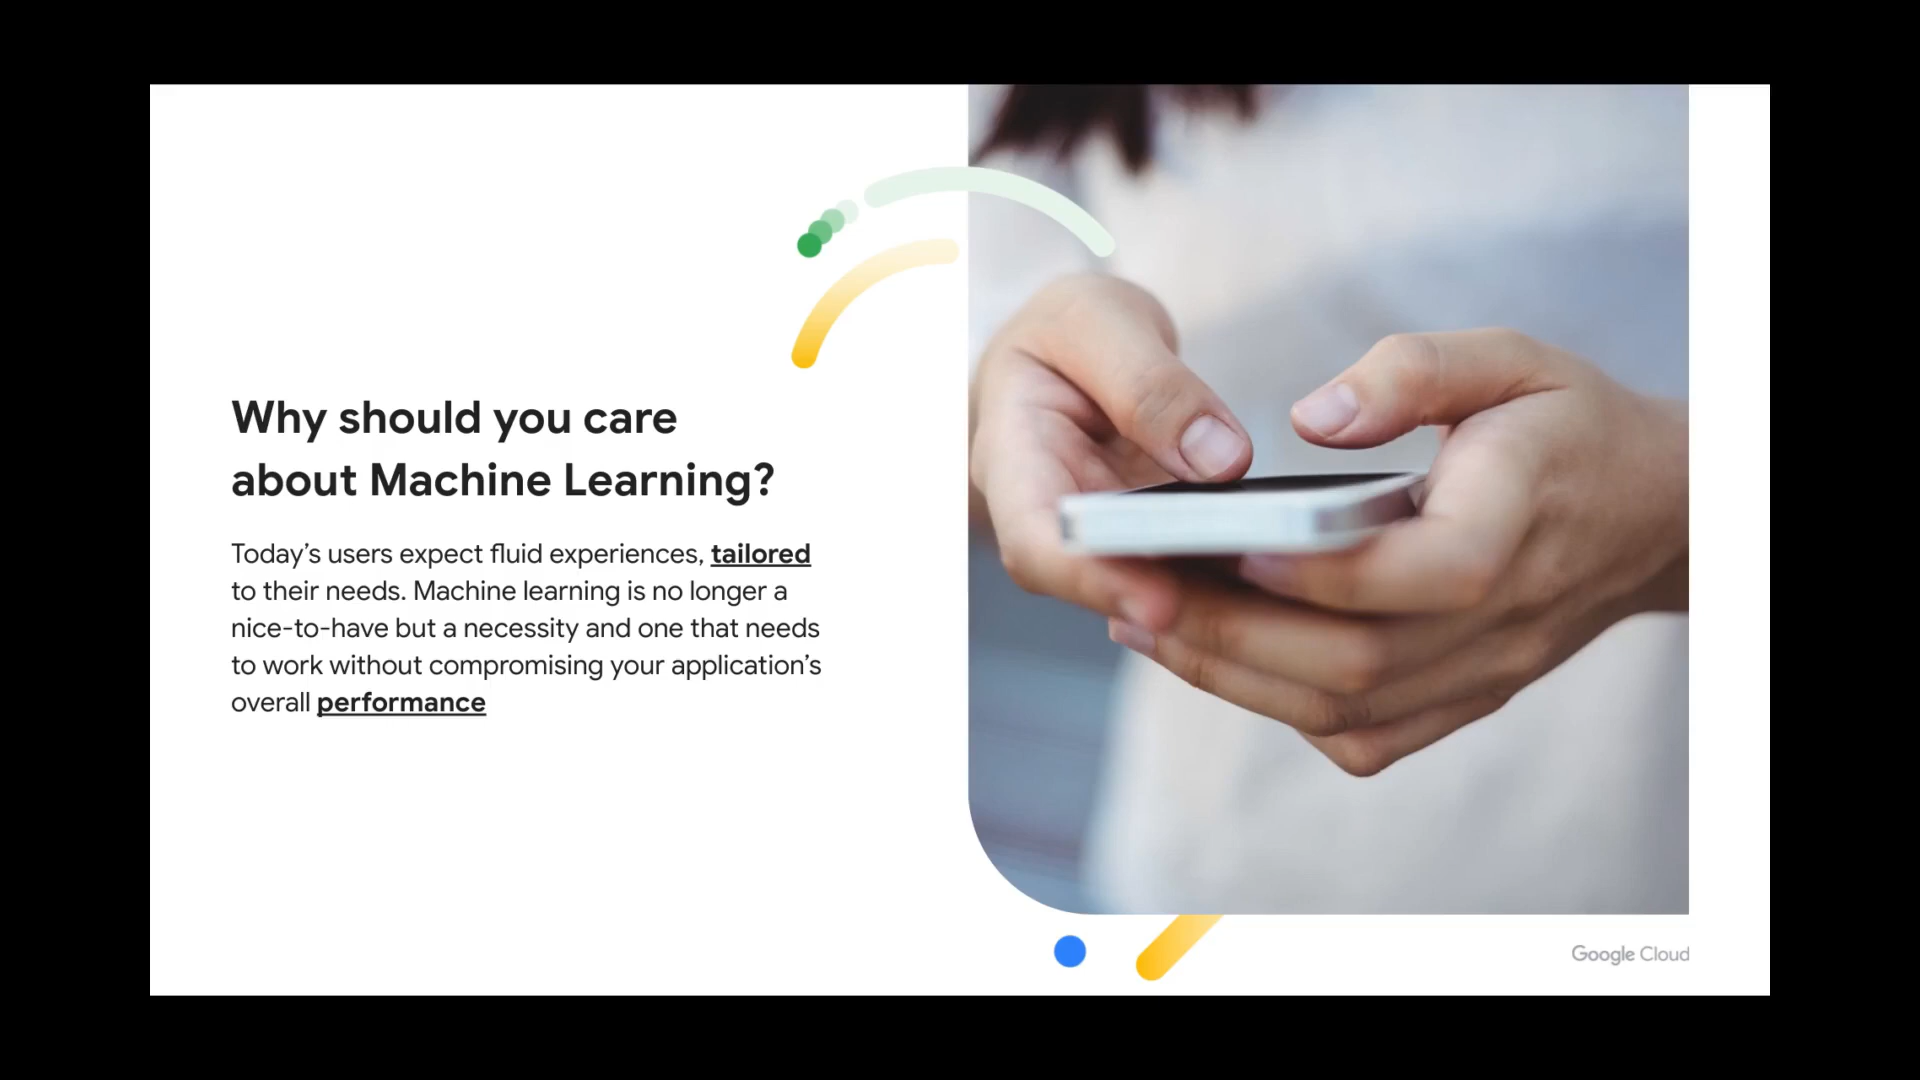 Why should you care
about Machine Learning?
Today’s users expect fluid experiences, tailored
to their needs. Machine learning is no longer a
nice-to-have but a necessity and one that needs
to work without compromising your application’s
overall performance
Google Cloud